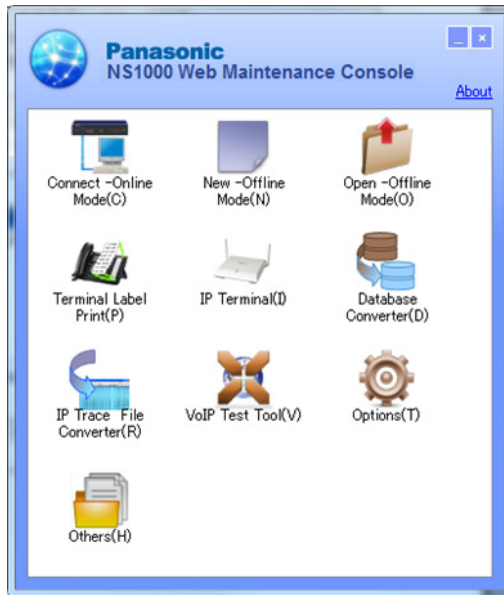 Panasonic
NS1000 Web Maintenance Console
About
Connect -Online
Mode(C)
New -Offline
Mode(N)
Open -Offline
Mode(O)
Terminal Label
Print(P)
IP Terminal(I)
Database
Converter(D)
IP Trace File
Converter(R)
VoIP Test Tool(V)
Options(T)
Others(H)